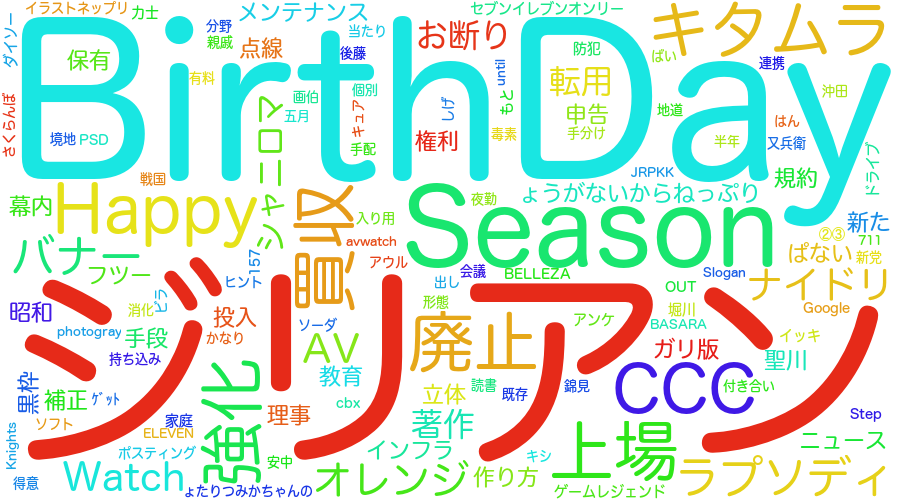 イラストネップリ
力士
分野
メンテナンス
セブンイレブンオンリー
当たり
キタムラ
ダイソー
BirthDay
保有
親戚
点線
後藤
お断り
until
防犯
ぱい
連携
有料
転用
沖田
さくらんぼ
画伯
個別
しげ
もと
地道
五月
キュア
申告
手分け
はん
境地
PSD
シャニロマ
手配
権利
毒素
半年
又兵衛
ドライブ
戦国
JRPKK
規約
幕内
Happy
買収
入り用
Season
夜勤
ょうがないからねっぷり
新た
②③
バナー
フツー
157
avwatch
アウル
ぱない
711
新党
ヒント
出し
会議
BELLEZA
Slogan
ナイドリ
OUT
昭和
消化
ビラ
投入
ソーダ
形態
廃止
アンケ
堀川
Google
photogray
手段
かなり
AV
BASARA
イッキ
持ち込み
ガリ版
聖川
ジーリアアン
黒枠
補正
ゲット
強化
教育
立体
読書
既存
錦見
CCC
付き合い
cbx
ソフト
家庭
理事
著作
Step
Knights
ELEVEN
ポスティング
安中
インフラ
キシ
上場
ニュース
得意
Watch
ょたりつみかちゃんの
オレンジ
作り方
ゲームレジェンド
ラプソディ